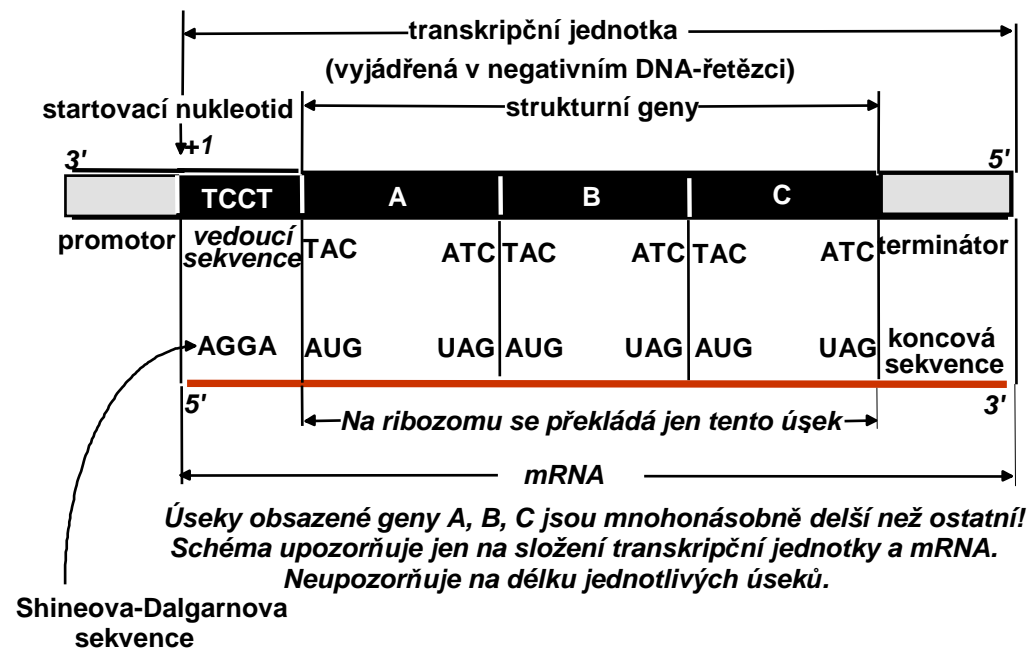 transkripční jednotka
(vyjádřená v negativním DNA-řetězci)
startovací nukleotid
strukturní geny
+1
3'
5'
TCCT A B C
promotor
vedoucí
sekvence
TAC ATC TAC ATC TAC ATC
terminátor
AGGA AUG UAG AUG UAG AUG UAG
koncová
sekvence
5'
3'
Na ribozomu se překládá jen tento úsek
mRNA
Úseky obsazené geny A, B, C jsou mnohonásobně delší než ostatní!
Schéma upozorňuje jen na složení transkripční jednotky a mRNA.
Neupozorňuje na délku jednotlivých úseků.
Shineova-Dalgarnova
sekvence